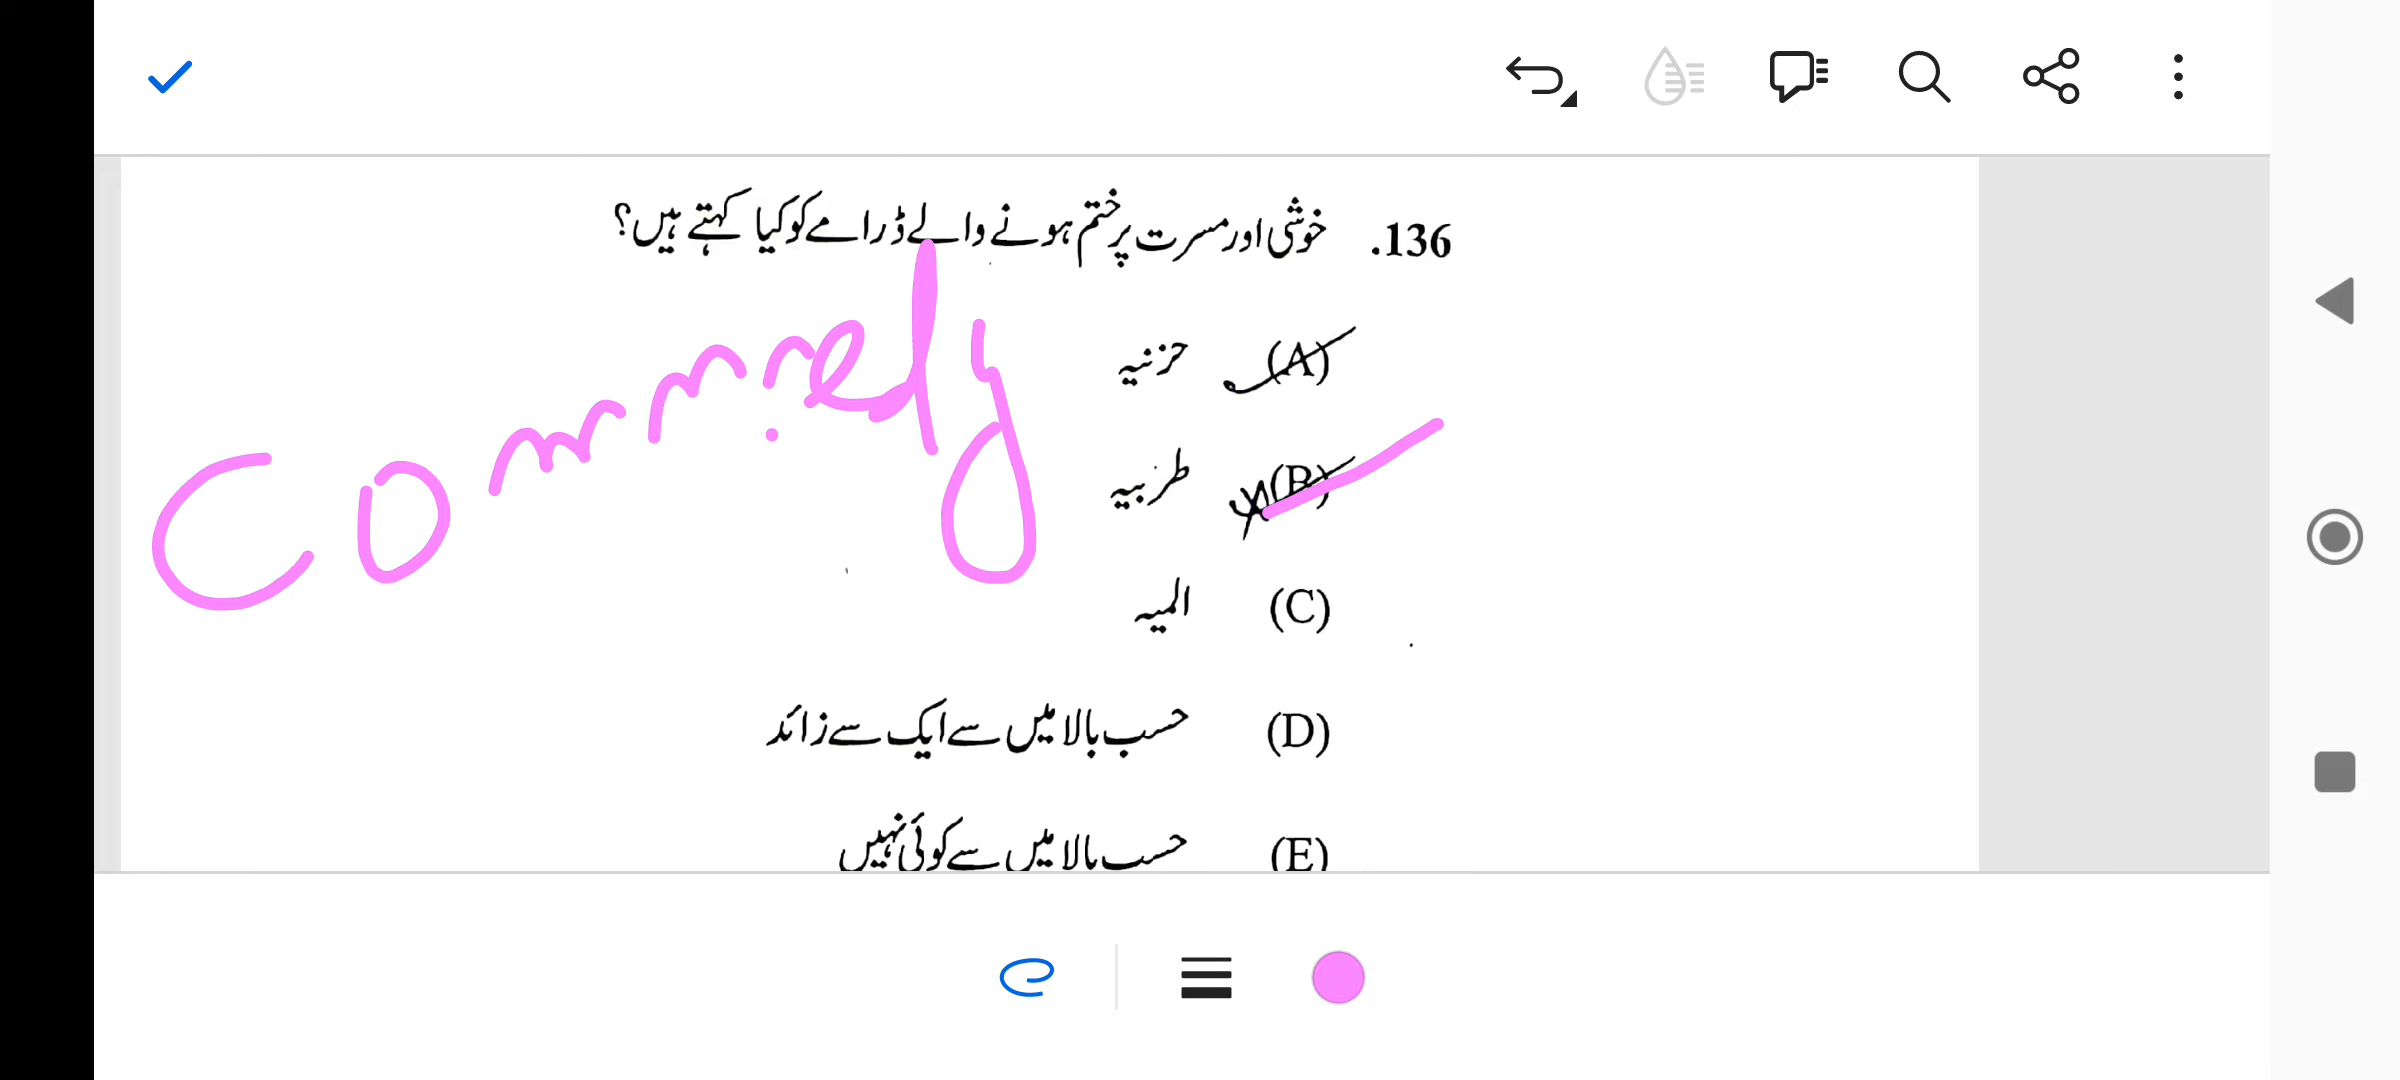 136. خوشی اور مسرت پر ختم ہونے والے ڈرامے کو کیا کہتے ہیں؟
(A) حزنیہ
(B) طربیہ
(C) المیہ
(D) حسب بالا میں سے ایک سے زائد
(E) حسب بالا میں سے کوئی نہیں